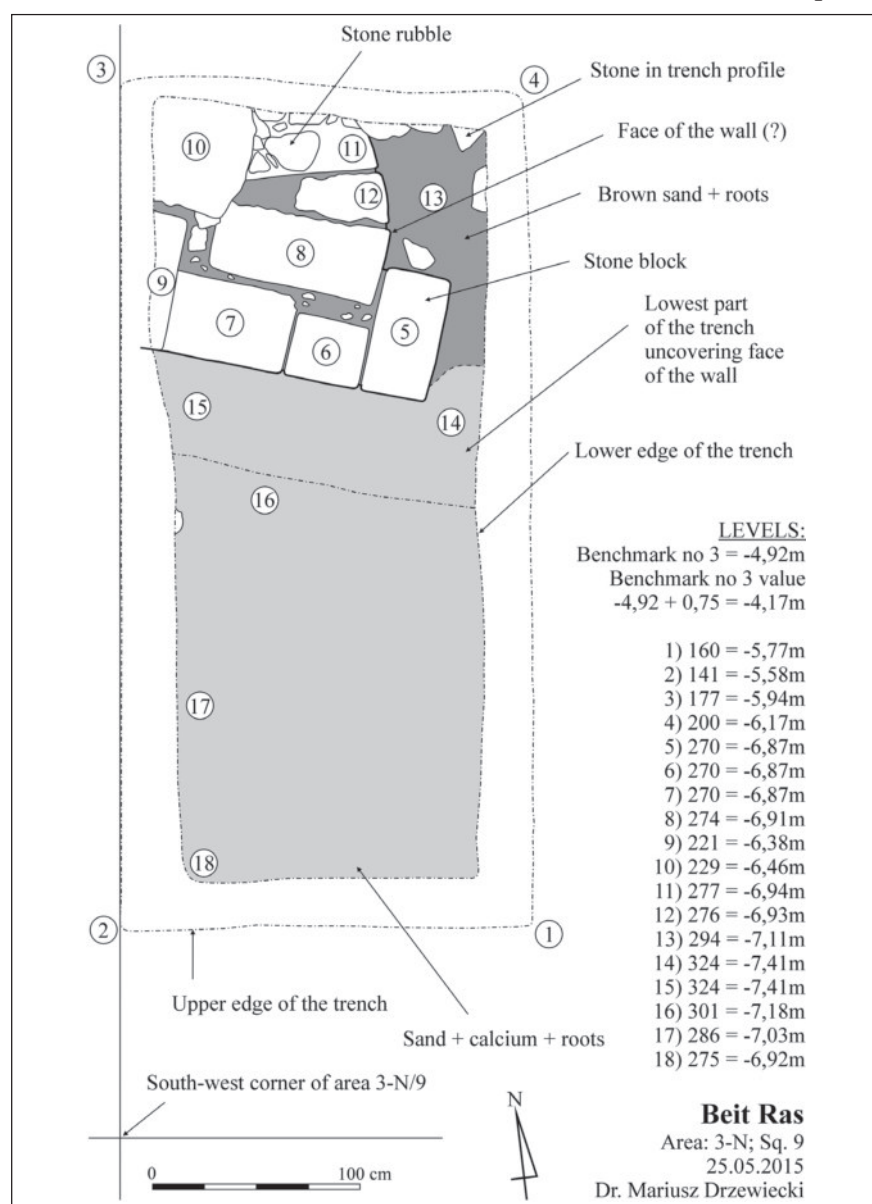 Stone rubble
3
4
Stone in trench profile
Face of the wall (?)
10
11
12
13
Brown sand + roots
8
Stone block
9
7
6
5
Lowest part
of the trench
uncovering face
of the wall
15
14
Lower edge of the trench
16
LEVELS:
Benchmark no 3 = -4,92m
Benchmark no 3 value
-4,92 + 0,75 = -4,17m
1) 160 = -5,77m
2) 141 = -5,58m
3) 177 = -5,94m
4) 200 = -6,17m
5) 270 = -6,87m
6) 270 = -6,87m
7) 270 = -6,87m
8) 274 = -6,91m
9) 221 = -6,38m
10) 229 = -6,46m
11) 277 = -6,94m
12) 276 = -6,93m
13) 294 = -7,11m
14) 324 = -7,41m
15) 324 = -7,41m
16) 301 = -7,18m
17) 286 = -7,03m
18) 275 = -6,92m
17
18
2
1
Upper edge of the trench
Sand + calcium + roots
South-west corner of area 3-N/9
N
0 100 cm
Beit Ras
Area: 3-N; Sq. 9
25.05.2015
Dr. Mariusz Drzewiecki